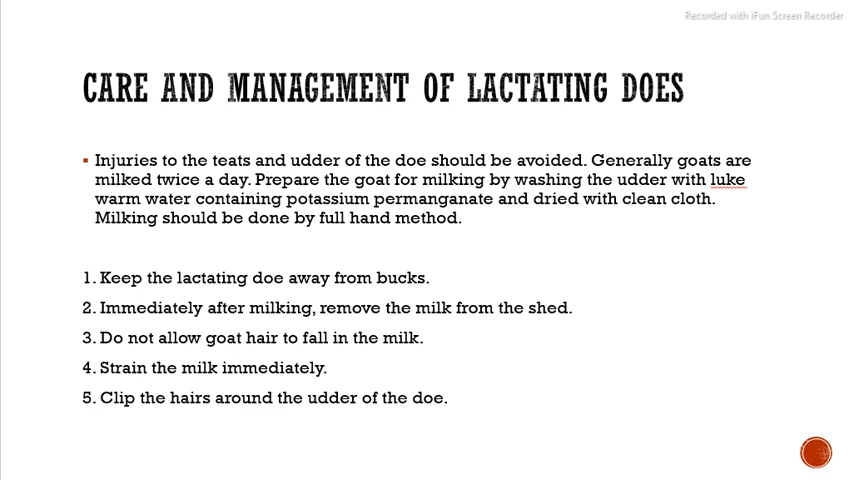 Recorded with iFun Screen Recorder
CARE AND MANAGEMENT OF LACTATING DOES
▪ Injuries to the teats and udder of the doe should be avoided. Generally goats are
milked twice a day. Prepare the goat for milking by washing the udder with luke
warm water containing potassium permanganate and dried with clean cloth.
Milking should be done by full hand method.
1. Keep the lactating doe away from bucks.
2. Immediately after milking, remove the milk from the shed.
3. Do not allow goat hair to fall in the milk.
4. Strain the milk immediately.
5. Clip the hairs around the udder of the doe.